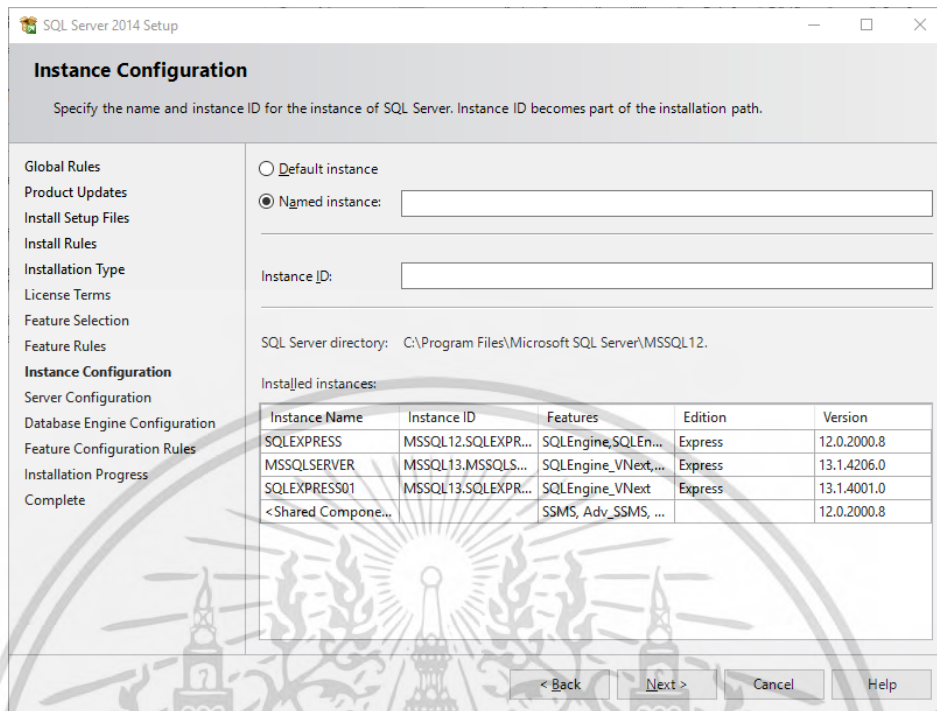 SQL Server 2014 Setup
Instance Configuration
Specify the name and instance ID for the instance of SQL Server. Instance ID becomes part of the installation path.
Global Rules
Product Updates
Install Setup Files
Install Rules
Installation Type
License Terms
Feature Selection
Feature Rules
Instance Configuration
Server Configuration
Database Engine Configuration
Feature Configuration Rules
Installation Progress
Complete
Default instance
Named instance:
Instance ID:
SQL Server directory: C:\Program Files\Microsoft SQL Server\MSSQL12.
Installed instances:
Instance Name Instance ID Features Edition Version
SQLEXPRESS MSSQL12.SQLEXPR... SQLEngine,SQLEn... Express 12.0.2000.8
MSSQLSERVER MSSQL13.MSSQLS... SQLEngine_VNext,... Express 13.1.4206.0
SQLEXPRESS01 MSSQL13.SQLEXPR... SQLEngine_VNext Express 13.1.4001.0
<Shared Compone... SSMS, Adv_SSMS, ... 12.0.2000.8
< Back Next > Cancel Help